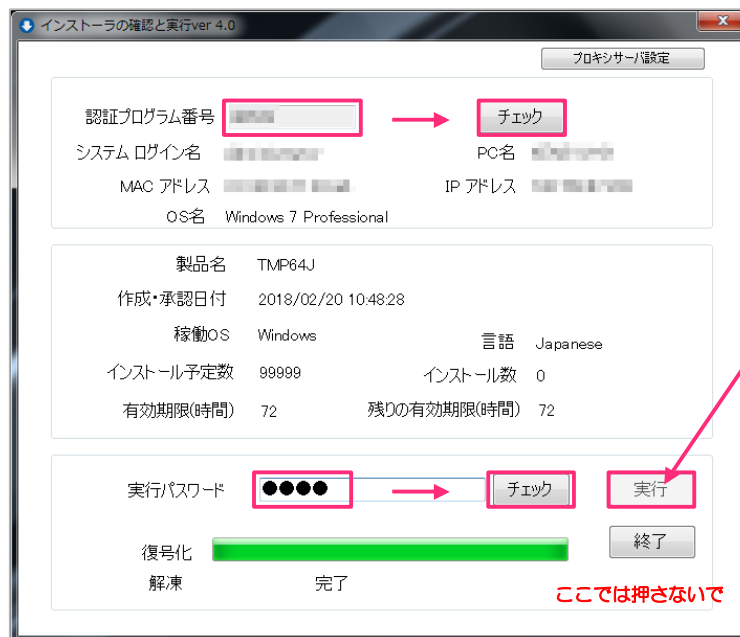 インストーラの確認と実行ver 4.0
プロキシサーバ設定
認証プログラム番号
チェック
システム ログイン名
PC名
MAC アドレス
IP アドレス
OS名 Windows 7 Professional
製品名 TMP64J
作成・承認日付 2018/02/20 10:48:28
稼働OS Windows
言語 Japanese
インストール予定数 99999
インストール数 0
有効期限(時間) 72
残りの有効期限(時間) 72
実行パスワード ●●●● チェック 実行
終了
復号化
解凍 完了
ここでは押さないで